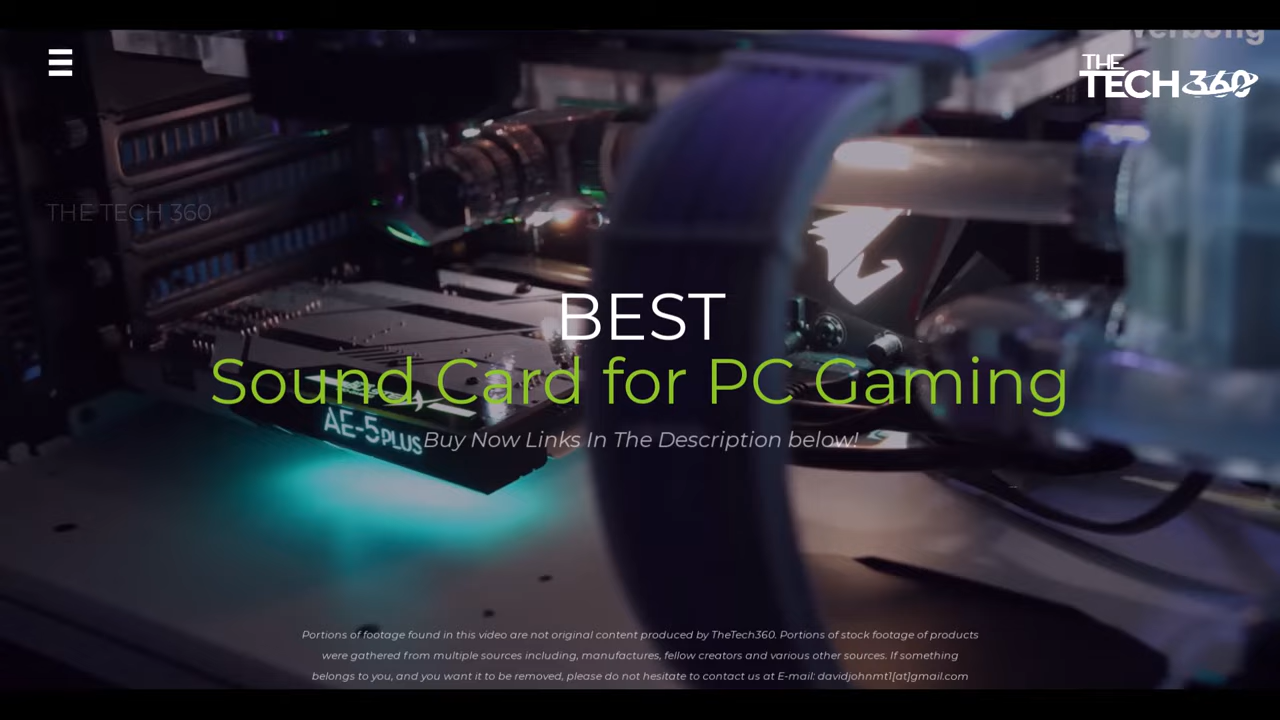 THE
TECH 360
THE TECH 360
BEST
Sound Card for PC Gaming
AE-5 PLUS
Buy Now Links In The Description below!
Portions of footage found in this video are not original content produced by TheTech360. Portions of stock footage of products
were gathered from multiple sources including, manufactures, fellow creators and various other sources. If something
belongs to you, and you want it to be removed, please do not hesitate to contact us at E-mail: davidjohnmt1[at]gmail.com